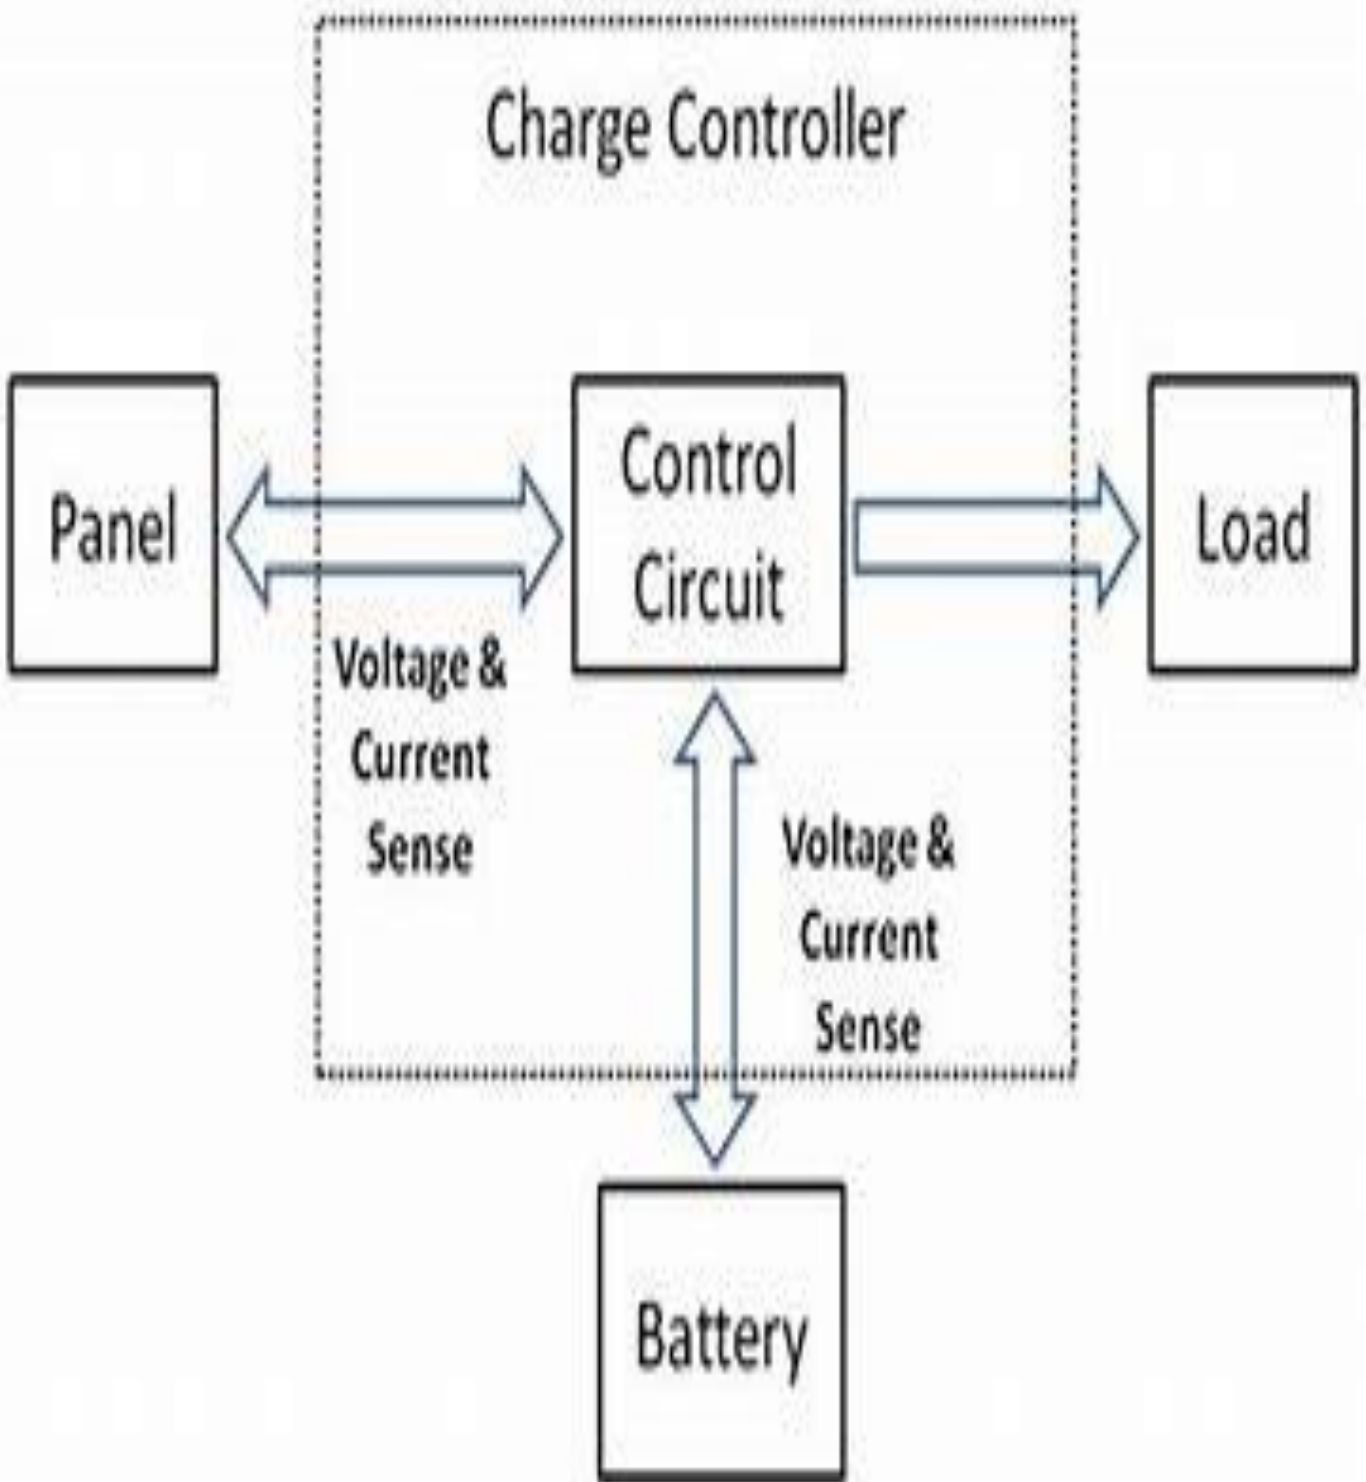 Charge Controller
Panel
Control
Circuit
Load
Voltage &
Current
Sense
Voltage &
Current
Sense
Battery